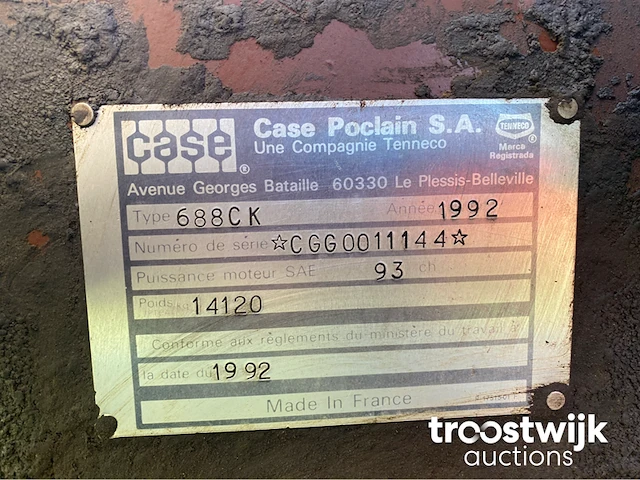 case®
Case Poclain S.A.
Une Compagnie Tenneco
TENNECO ®
Marca
Registrada
Avenue Georges Bataille 60330 Le Plessis-Belleville
Type 688CK Année 1992
Numéro de série ☆CGG0011144☆
Puissance moteur SAE 93 ch
Poids 14120
Conforme aux règlements du ministère du travail à
la date du 1992
Made In France
troostwijk
auctions